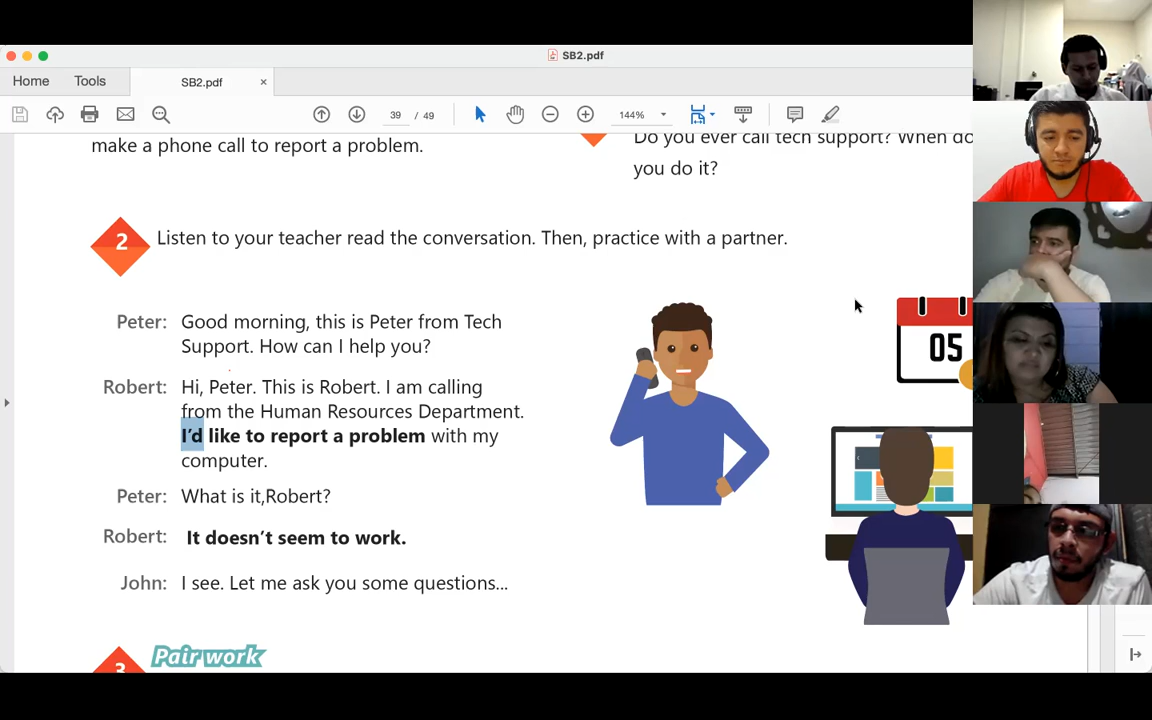 SB2.pdf
Home Tools SB2.pdf ×
39 / 49 144%
make a phone call to report a problem.
Do you ever call tech support? When do
you do it?
2 Listen to your teacher read the conversation. Then, practice with a partner.
Peter: Good morning, this is Peter from Tech
Support. How can I help you?
Robert: Hi, Peter. This is Robert. I am calling
from the Human Resources Department.
I'd like to report a problem with my
computer.
Peter: What is it,Robert?
Robert: It doesn't seem to work.
John: I see. Let me ask you some questions...
05
3 Pair work